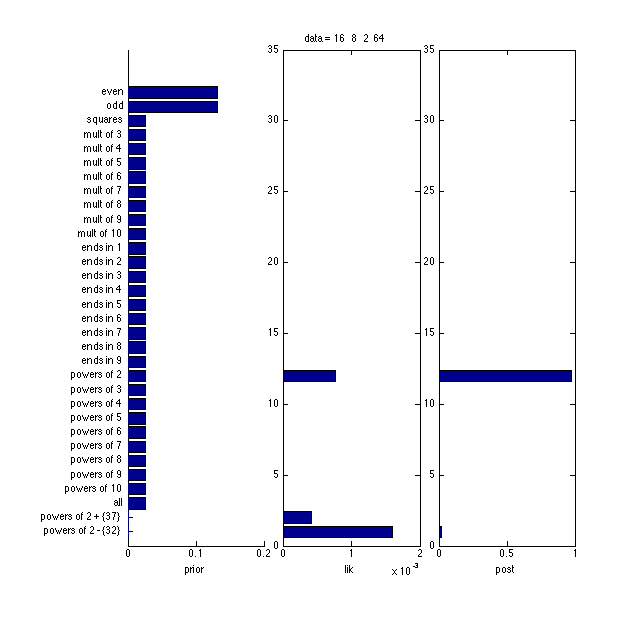 data = 16 8 2 64
even
odd
squares
mult of 3
mult of 4
mult of 5
mult of 6
mult of 7
mult of 8
mult of 9
mult of 10
ends in 1
ends in 2
ends in 3
ends in 4
ends in 5
ends in 6
ends in 7
ends in 8
ends in 9
powers of 2
powers of 3
powers of 4
powers of 5
powers of 6
powers of 7
powers of 8
powers of 9
powers of 10
all
powers of 2 + {37}
powers of 2 - {32}
0 0.1 0.2
prior
35
30
25
20
15
10
5
0
0 1 2
x 10^-3
lik
35
30
25
20
15
10
5
0
0 0.5 1
post